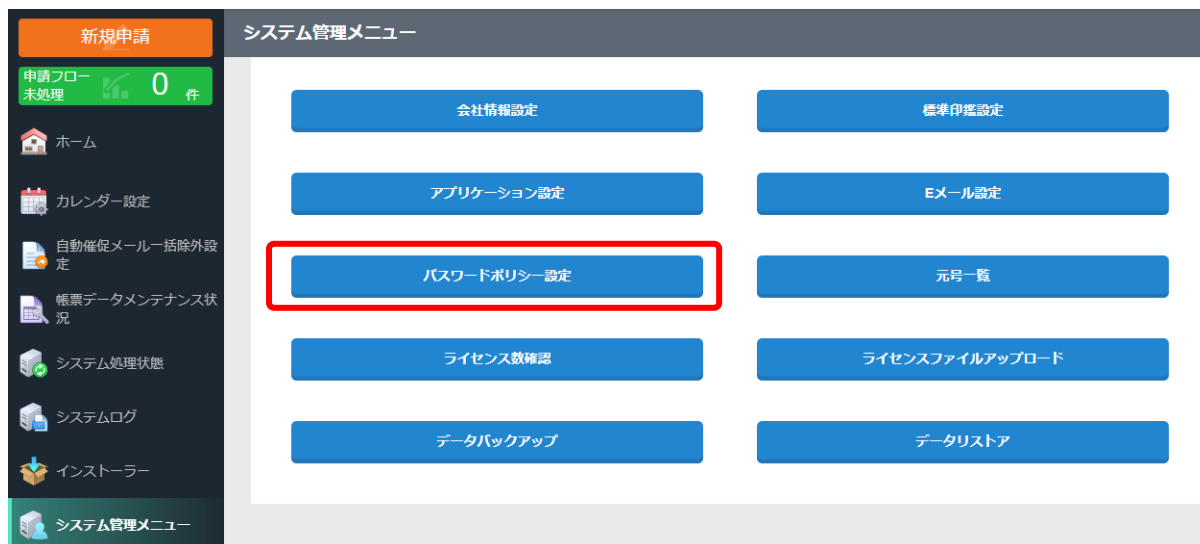 新規申請
申請フロー
未処理 0 件
ホーム
カレンダー設定
自動催促メール一括除外設
定
帳票データメンテナンス状
況
システム処理状態
システムログ
インストーラー
システム管理メニュー
システム管理メニュー
会社情報設定
標準印鑑設定
アプリケーション設定
Eメール設定
パスワードポリシー設定
元号一覧
ライセンス数確認
ライセンスファイルアップロード
データバックアップ
データリストア